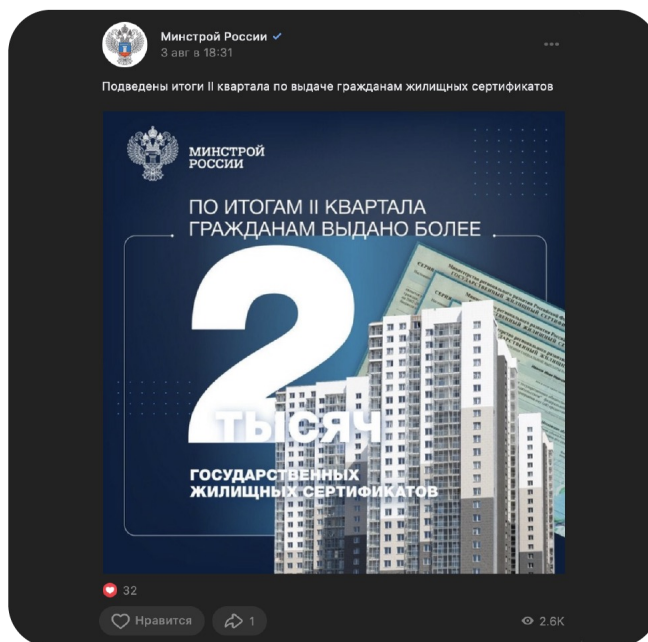 Минстрой России
3 авг в 18:31
Подведены итоги II квартала по выдаче гражданам жилищных сертификатов
МИНСТРОЙ
РОССИИ
ПО ИТОГАМ II КВАРТАЛА
ГРАЖДАНАМ ВЫДАНО БОЛЕЕ
2
ТЫСЯЧ
ГОСУДАРСТВЕННЫХ
ЖИЛИЩНЫХ СЕРТИФИКАТОВ
32
Нравится
1
2.6K